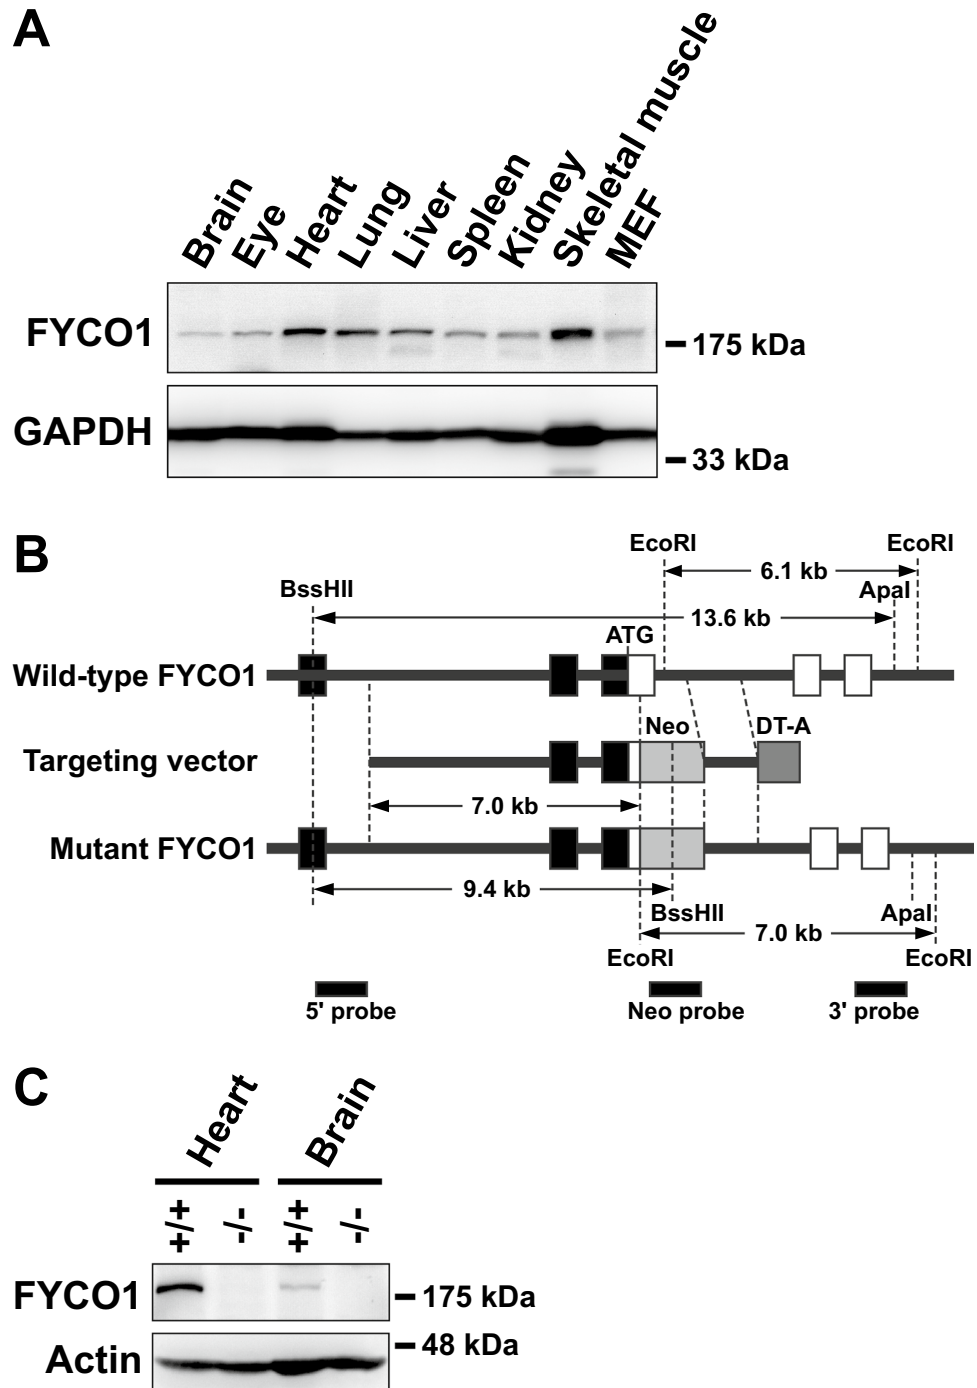 A
Brain
Eye
Heart
Lung
Liver
Spleen
Kidney
Skeletal muscle
MEF
FYCO1
175 kDa
GAPDH
33 kDa
B
EcoRI
EcoRI
6.1 kb
BssHII
ApaI
13.6 kb
ATG
Wild-type FYCO1
Neo
DT-A
Targeting vector
7.0 kb
Mutant FYCO1
9.4 kb
BssHII
ApaI
7.0 kb
EcoRI
EcoRI
5' probe
Neo probe
3' probe
C
Heart
Brain
+/+
-/-
+/+
-/-
FYCO1
175 kDa
48 kDa
Actin